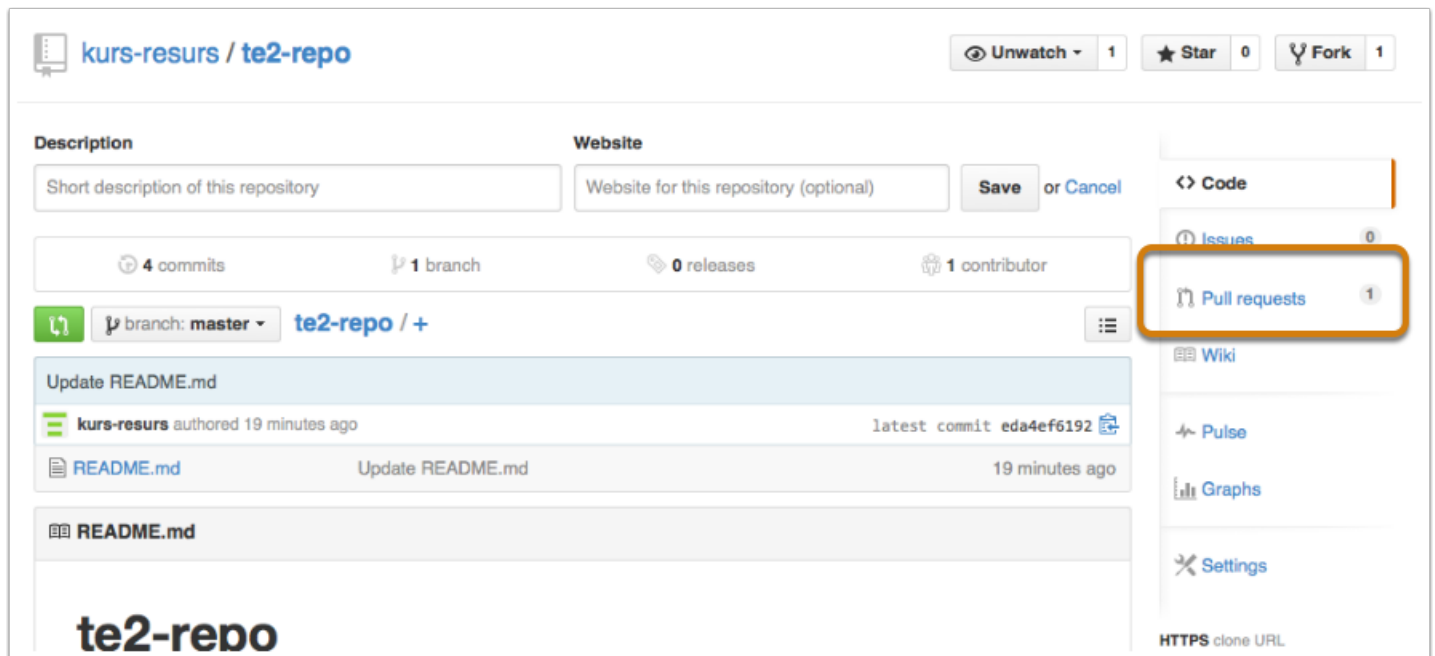 kurs-resurs / te2-repo
Unwatch 1 Star 0 Fork 1
Description Website
Short description of this repository Website for this repository (optional) Save or Cancel
<> Code
Issues 0
4 commits 1 branch 0 releases 1 contributor
Pull requests 1
branch: master te2-repo / +
Wiki
Update README.md
kurs-resurs authored 19 minutes ago latest commit eda4ef6192
Pulse
README.md Update README.md 19 minutes ago
Graphs
README.md
Settings
te2-repo
HTTPS clone URL